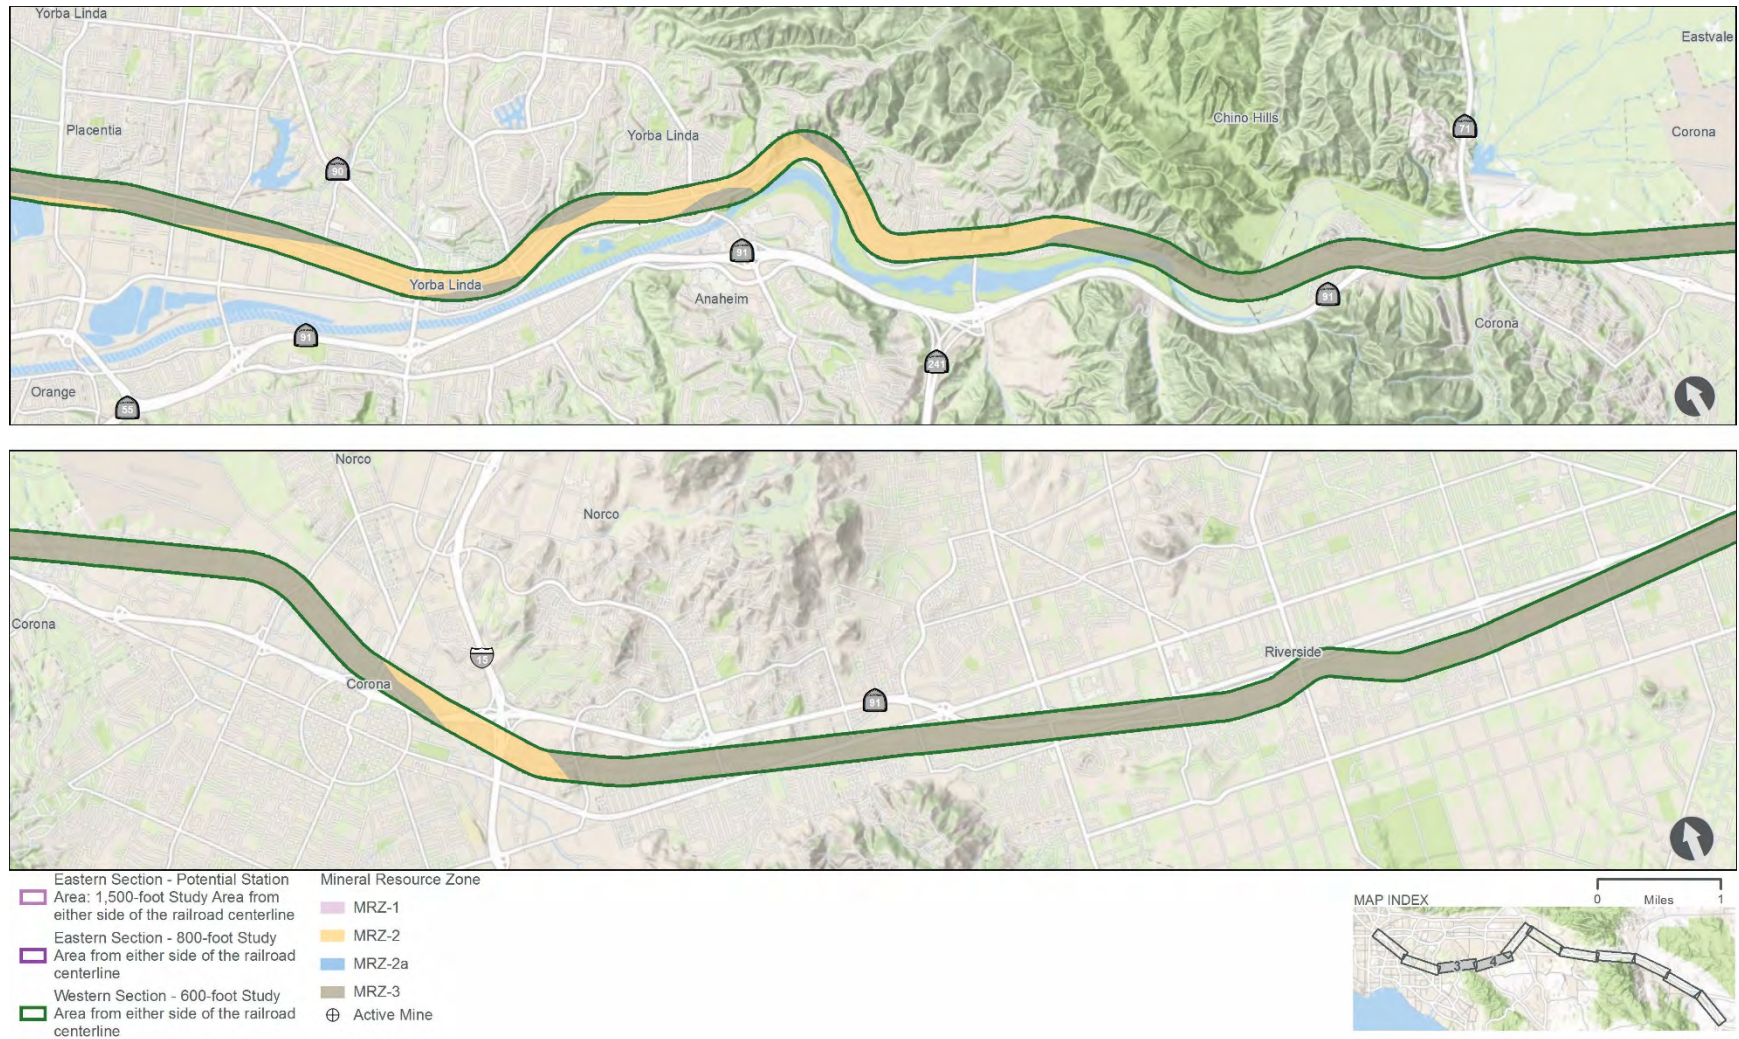 Yorba Linda
Eastvale
Placentia
Yorba Linda
Chino Hills
71
Corona
90
91
Yorba Linda
Anaheim
91
91
Corona
241
Orange
55
Norco
Norco
Corona
15
Riverside
Corona
91
Eastern Section - Potential Station
Area: 1,500-foot Study Area from
either side of the railroad centerline
Eastern Section - 800-foot Study
Area from either side of the railroad
centerline
Western Section - 600-foot Study
Area from either side of the railroad
centerline
Mineral Resource Zone
MRZ-1
MRZ-2
MRZ-2a
MRZ-3
Active Mine
0 Miles 1
MAP INDEX
3
4